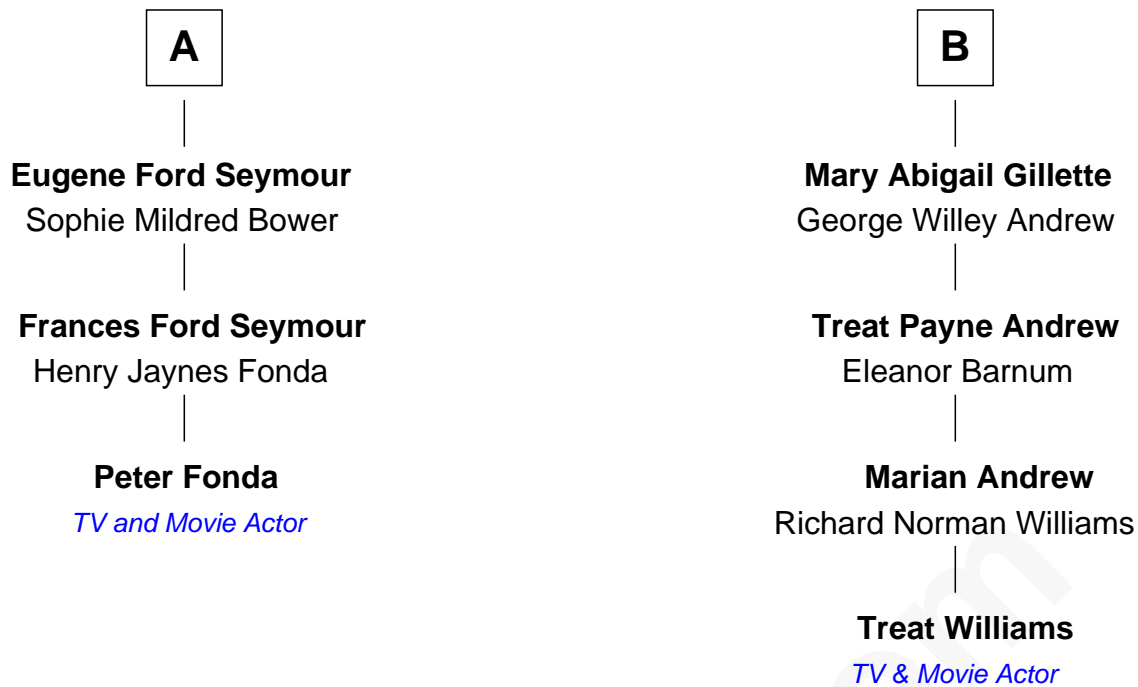 A
Eugene Ford Seymour
Sophie Mildred Bower
Frances Ford Seymour
Henry Jaynes Fonda
Peter Fonda
TV and Movie Actor
B
Mary Abigail Gillette
George Willey Andrew
Treat Payne Andrew
Eleanor Barnum
Marian Andrew
Richard Norman Williams
Treat Williams
TV & Movie Actor